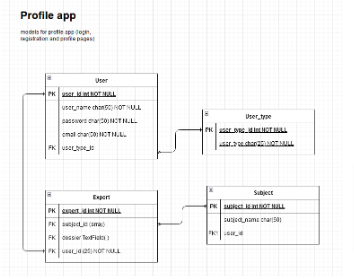 Profile app
models for profile app (login,
registration and profile pages)
User
PK user_id int NOT NULL
user_name char(50) NOT NULL
password char(50) NOT NULL
email char(50) NOT NULL
FK user_type_id
User_type
PK user_type_id int NOT NULL
user_type char(25) NOT NULL
Expert
PK expert_id int NOT NULL
FK subject_id
dossier TextField( )
FK user_id (25) NOT NULL
Subject
PK subject_id int NOT NULL
subject_name char(50)
user_id